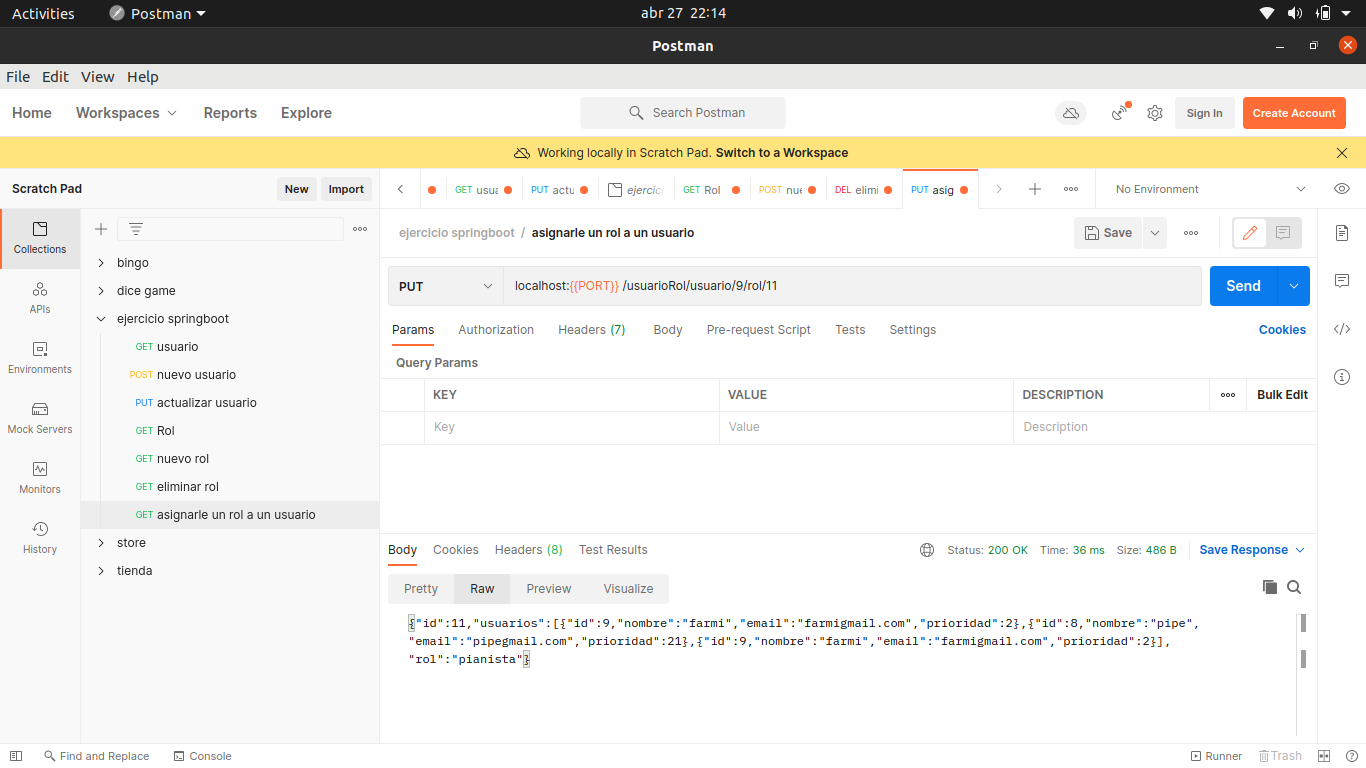 Activities Postman abr 27 22:14
Postman
File Edit View Help
Home Workspaces Reports Explore Search Postman Sign In Create Account
Working locally in Scratch Pad. Switch to a Workspace
Scratch Pad New Import
GET usua PUT actu ejercic GET Rol POST nue DEL elimi PUT asig No Environment
Collections
APIs
Environments
Mock Servers
Monitors
History
bingo
dice game
ejercicio springboot
GET usuario
POST nuevo usuario
PUT actualizar usuario
GET Rol
GET nuevo rol
GET eliminar rol
GET asignarle un rol a un usuario
store
tienda
ejercicio springboot / asignarle un rol a un usuario Save
PUT localhost:{{PORT}} /usuarioRol/usuario/9/rol/11 Send
Params Authorization Headers (7) Body Pre-request Script Tests Settings Cookies
Query Params
KEY VALUE DESCRIPTION Bulk Edit
Key Value Description
Body Cookies Headers (8) Test Results Status: 200 OK Time: 36 ms Size: 486 B Save Response
Pretty Raw Preview Visualize
{"id":11,"usuarios":[{"id":9,"nombre":"farmi","email":"farmigmail.com","prioridad":2},{"id":8,"nombre":"pipe",
"email":"pipegmail.com","prioridad":21},{"id":9,"nombre":"farmi","email":"farmigmail.com","prioridad":2}],
"rol":"pianista"}
Find and Replace Console Runner Trash